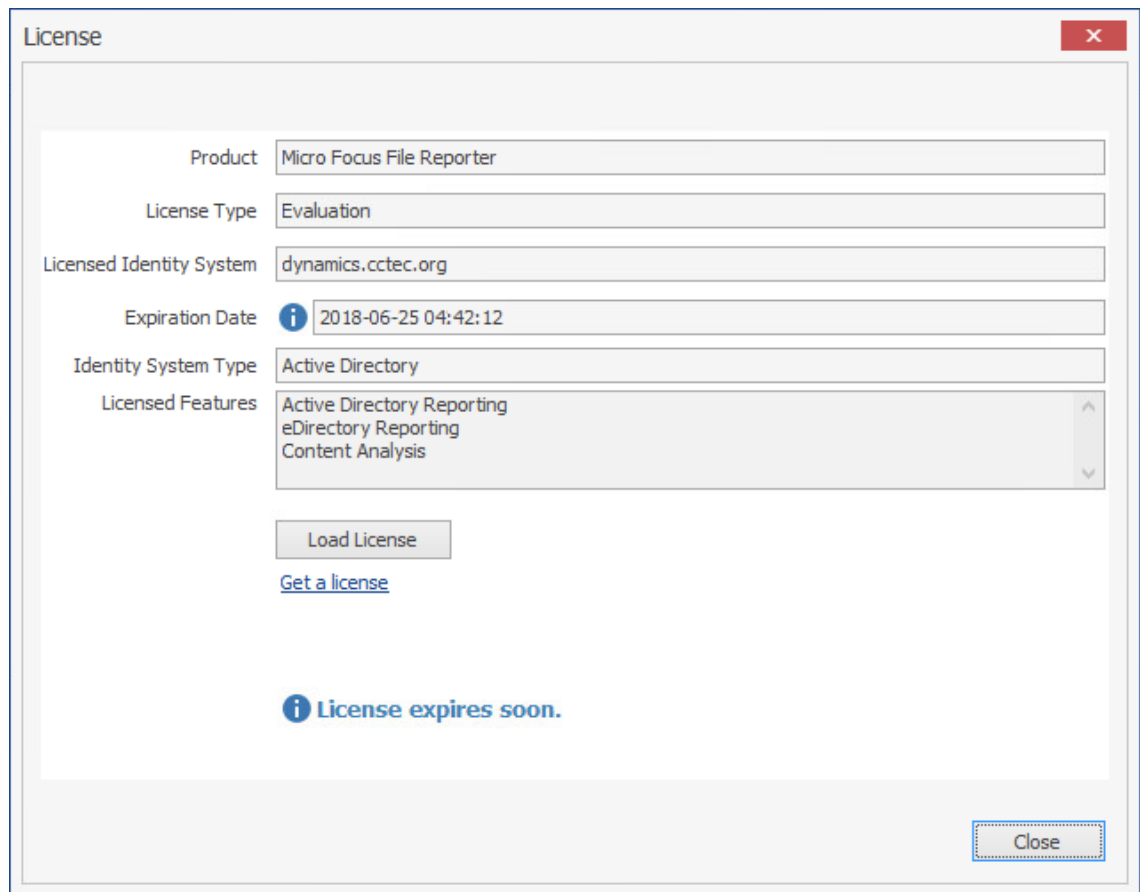 License
Product Micro Focus File Reporter
License Type Evaluation
Licensed Identity System dynamics.cctec.org
Expiration Date 2018-06-25 04:42:12
Identity System Type Active Directory
Licensed Features Active Directory Reporting
eDirectory Reporting
Content Analysis
Load License
Get a license
License expires soon.
Close